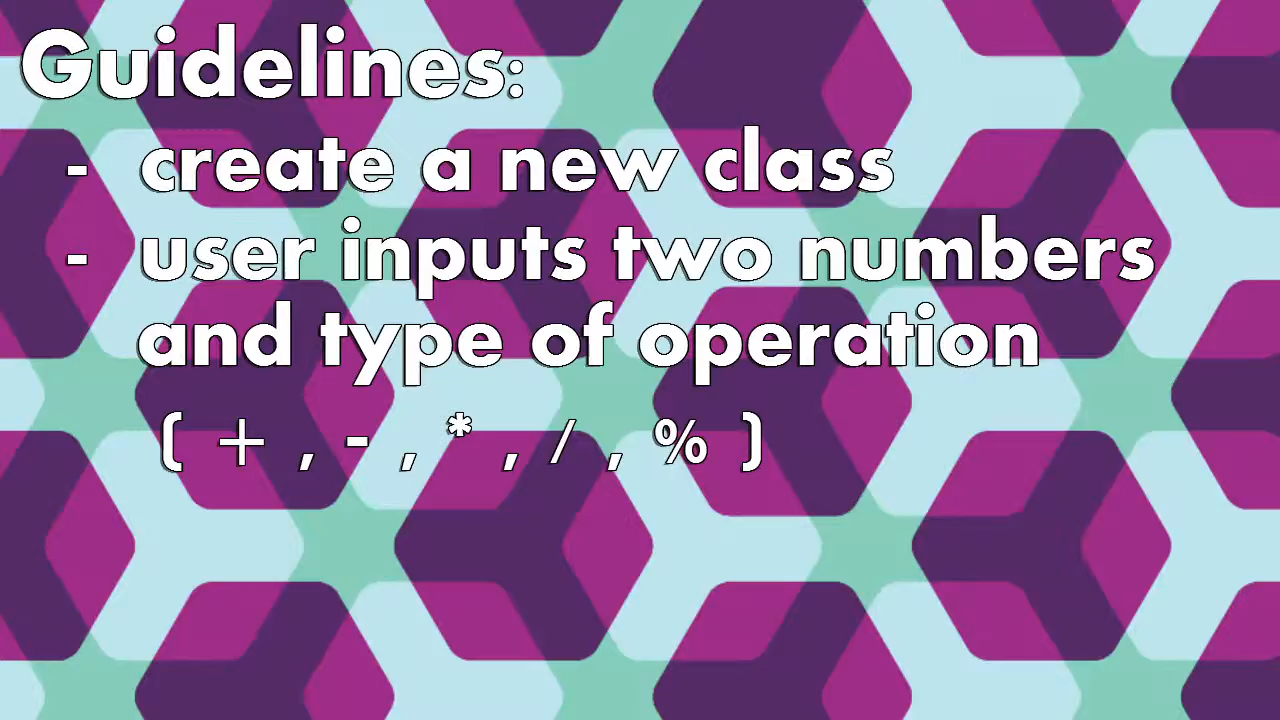 Guidelines:
- create a new class
- user inputs two numbers
and type of operation
( + , - , * , / , % )